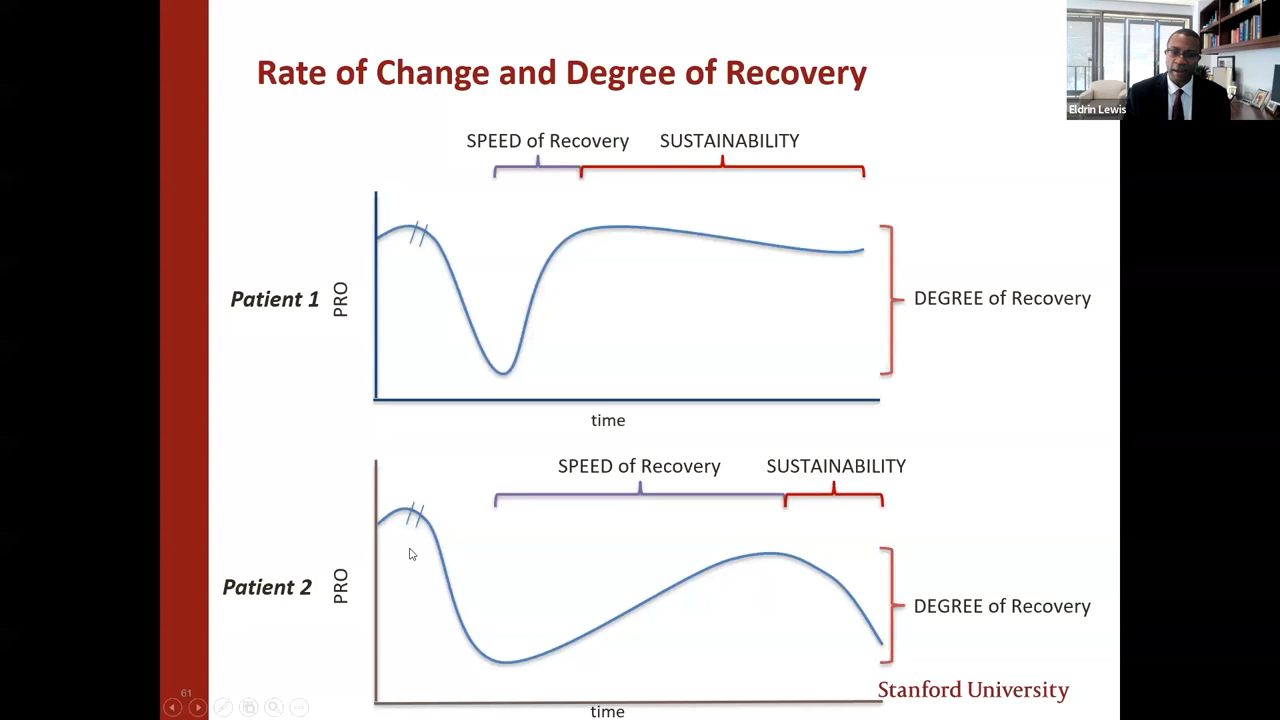 Rate of Change and Degree of Recovery
Eldrin Lewis
SPEED of Recovery SUSTAINABILITY
Patient 1
PRO
DEGREE of Recovery
time
SPEED of Recovery SUSTAINABILITY
Patient 2
PRO
DEGREE of Recovery
61
Stanford University
time